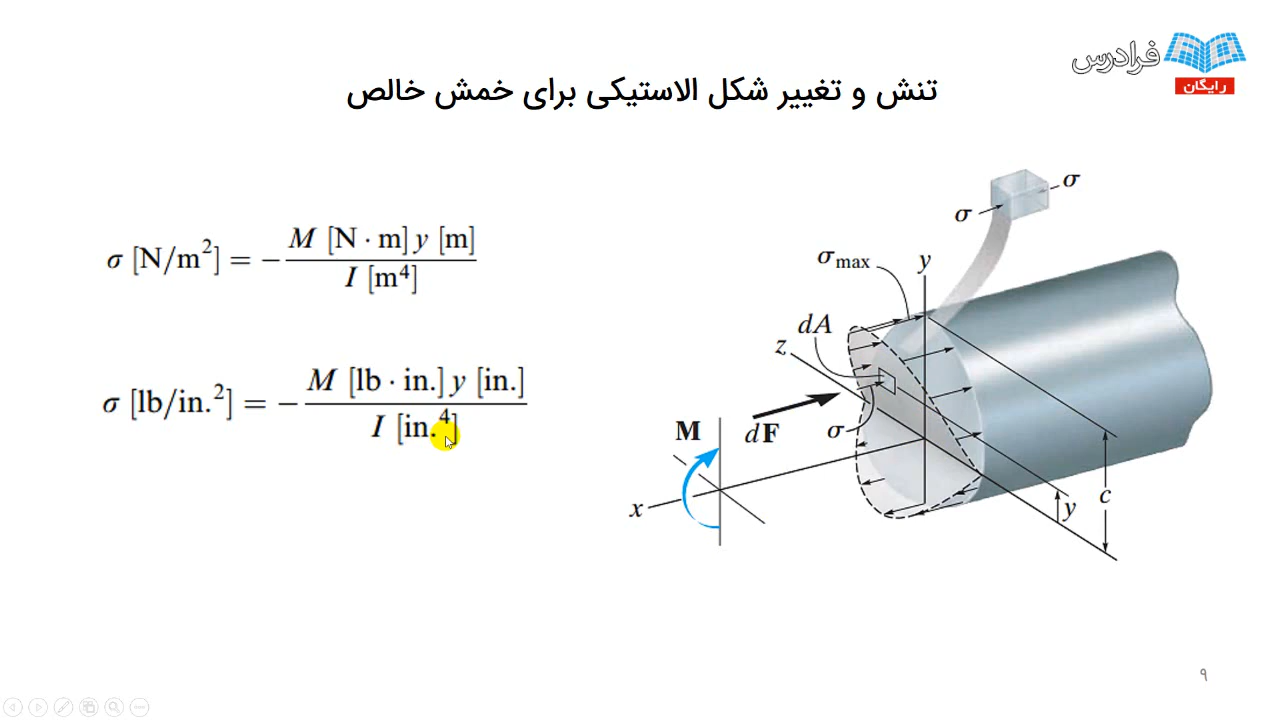 فرادرس
رایگان
تنش و تغییر شکل الاستیکی برای خمش خالص
σ [N/m²] = − M [N · m] y [m] / I [m⁴]
σ [lb/in.²] = − M [lb · in.] y [in.] / I [in.⁴]
σ
σ
σmax
y
dA
z
M
dF
σ
x
y
c
۹